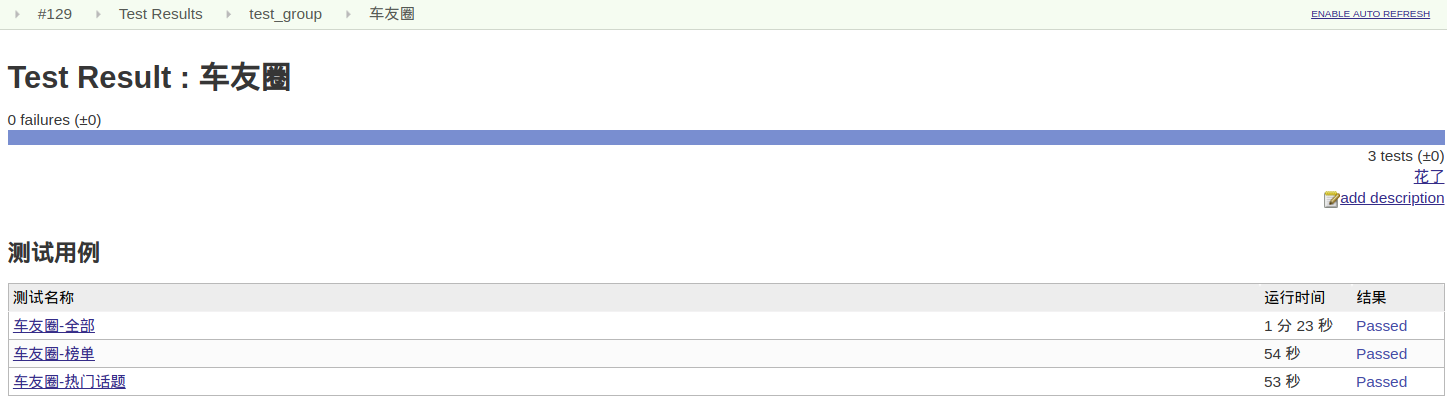 #129 Test Results test_group 车友圈 ENABLE AUTO REFRESH
Test Result : 车友圈
0 failures (±0)
3 tests (±0)
花了
add description
测试用例
测试名称 运行时间 结果
车友圈-全部 1 分 23 秒 Passed
车友圈-榜单 54 秒 Passed
车友圈-热门话题 53 秒 Passed